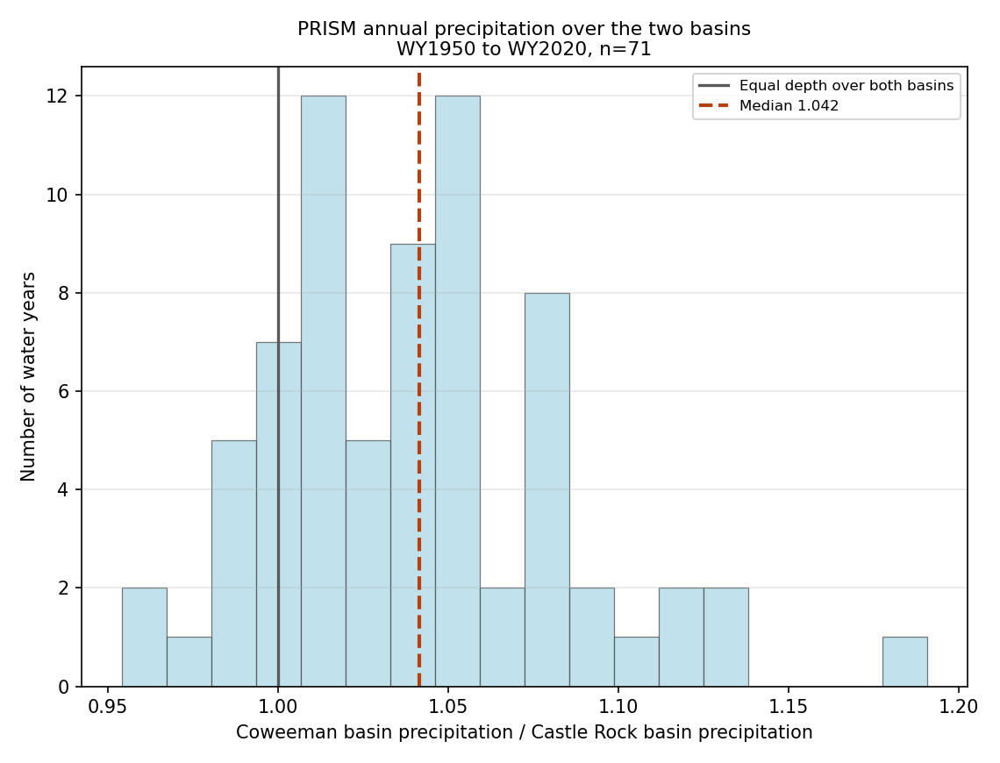 PRISM annual precipitation over the two basins
WY1950 to WY2020, n=71
Equal depth over both basins
Median 1.042
Number of water years
12
10
8
6
4
2
0
0.95 1.00 1.05 1.10 1.15 1.20
Coweeman basin precipitation / Castle Rock basin precipitation